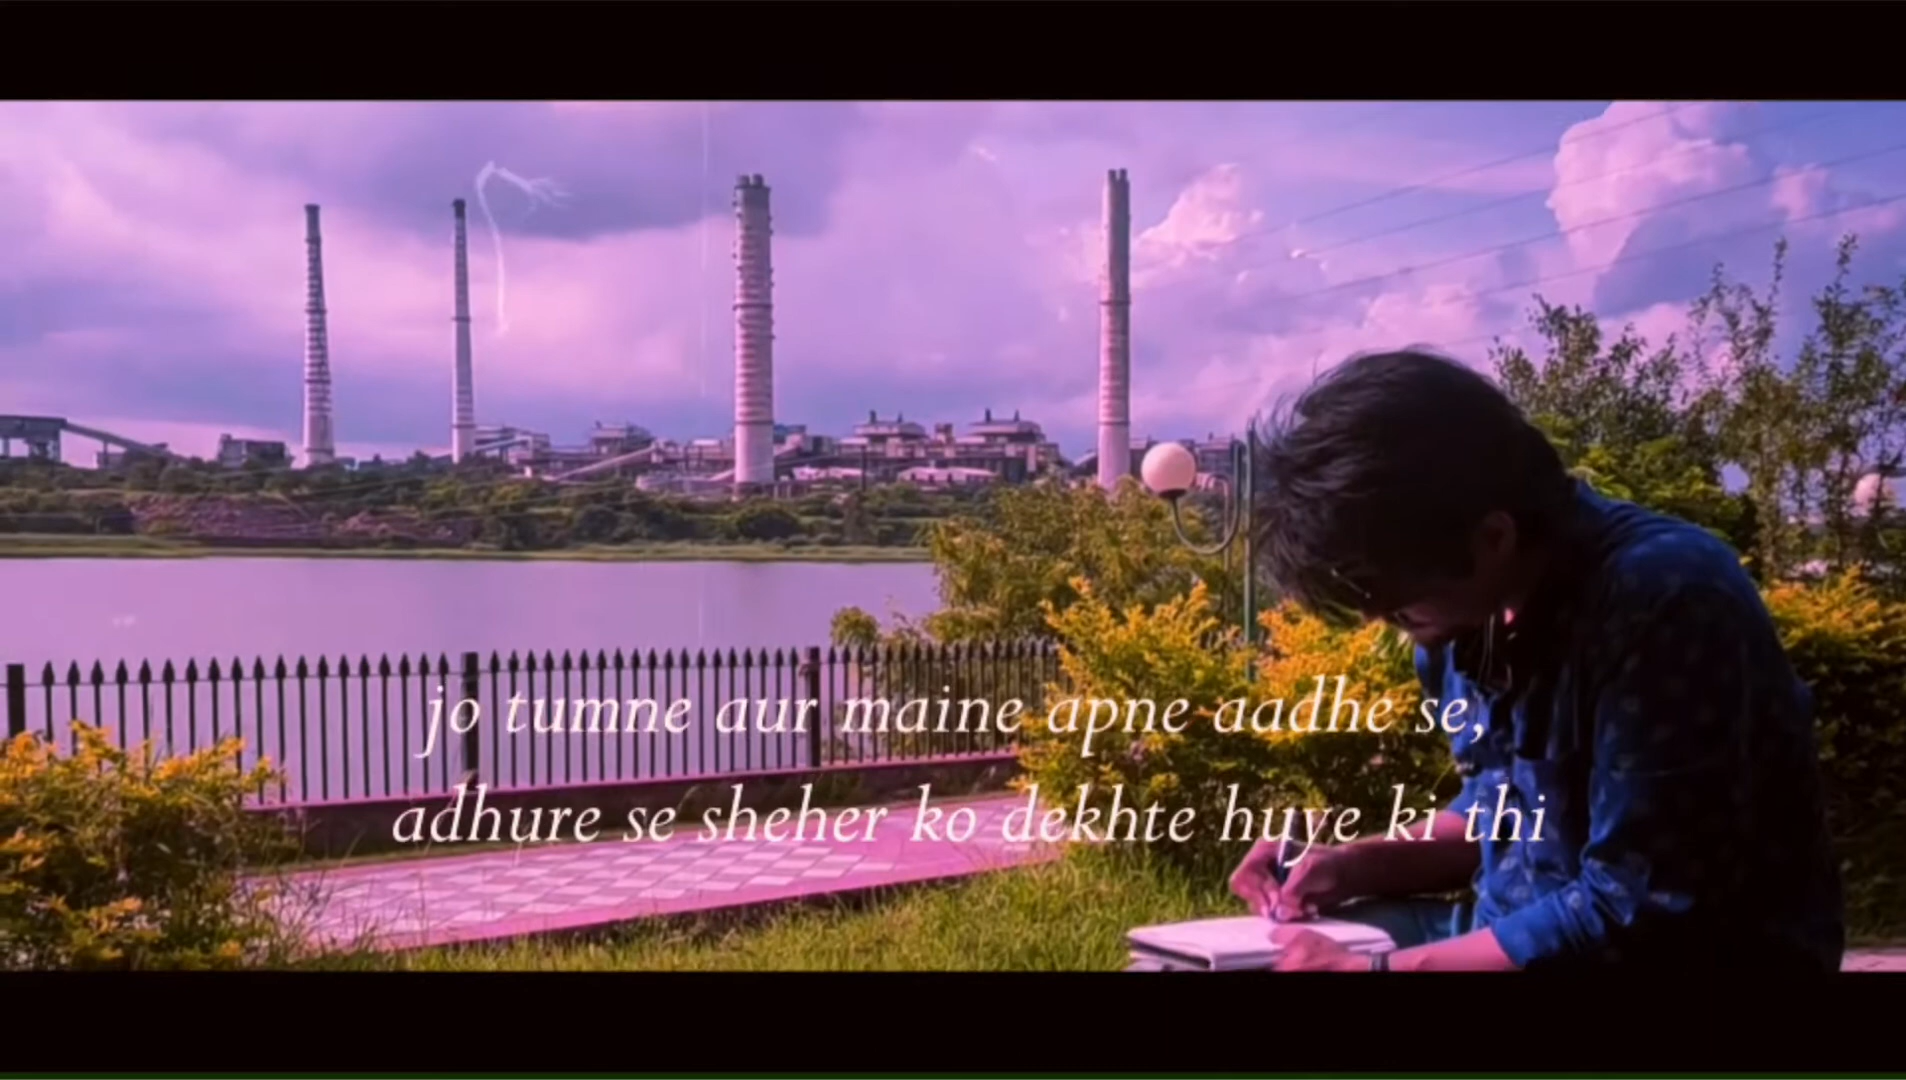 jo tumne aur maine apne aadhe se,
adhure se sheher ko dekhte huye ki thi